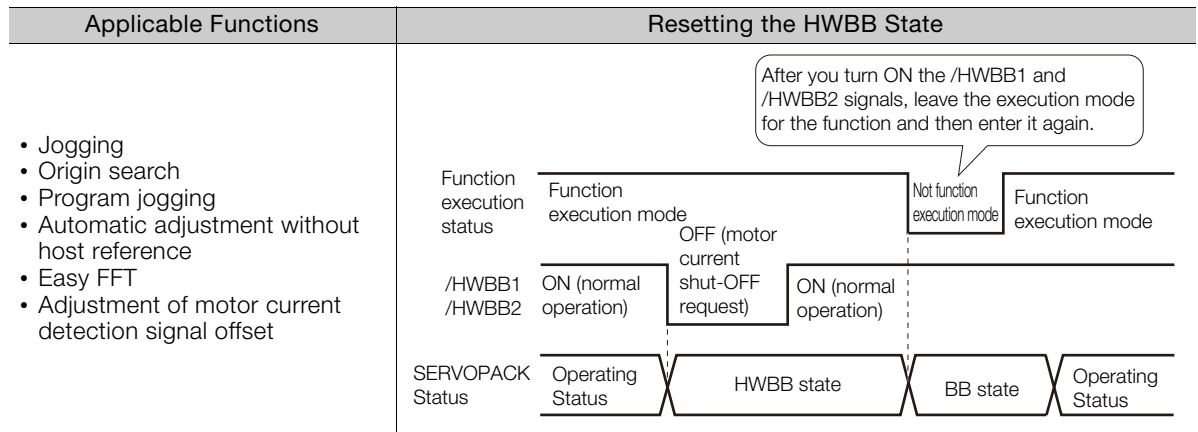 Applicable Functions
Resetting the HWBB State
• Jogging
• Origin search
• Program jogging
• Automatic adjustment without
host reference
• Easy FFT
• Adjustment of motor current
detection signal offset
After you turn ON the /HWBB1 and
/HWBB2 signals, leave the execution mode
for the function and then enter it again.
Function
execution
status
Function
execution mode
Not function
execution mode
Function
execution mode
/HWBB1
/HWBB2
ON (normal
operation)
OFF (motor
current
shut-OFF
request)
ON (normal
operation)
SERVOPACK
Status
Operating
Status
HWBB state
BB state
Operating
Status